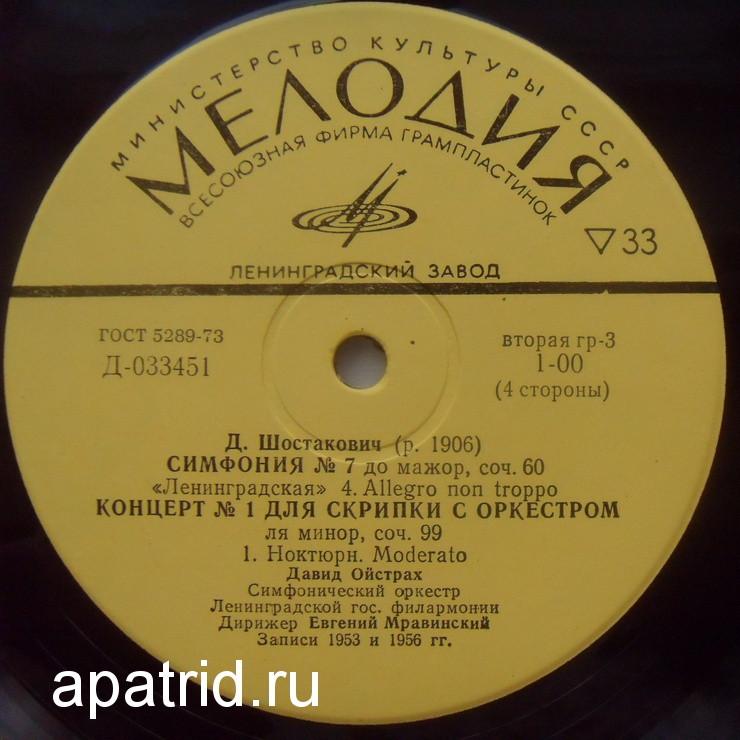 МИНИСТЕРСТВО КУЛЬТУРЫ СССР
МЕЛОДИЯ
ВСЕСОЮЗНАЯ ФИРМА ГРАМПЛАСТИНОК
▽33
ЛЕНИНГРАДСКИЙ ЗАВОД
ГОСТ 5289-73
Д-033451
вторая гр-3
1-00
(4 стороны)
Д. Шостакович (р. 1906)
СИМФОНИЯ № 7 до мажор, соч. 60
«Ленинградская» 4. Allegro non troppo
КОНЦЕРТ № 1 ДЛЯ СКРИПКИ С ОРКЕСТРОМ
ля минор, соч. 99
1. Ноктюрн. Moderato
Давид Ойстрах
Симфонический оркестр
Ленинградской гос. филармонии
Дирижер Евгений Мравинский
Записи 1953 и 1956 гг.
apatrid.ru